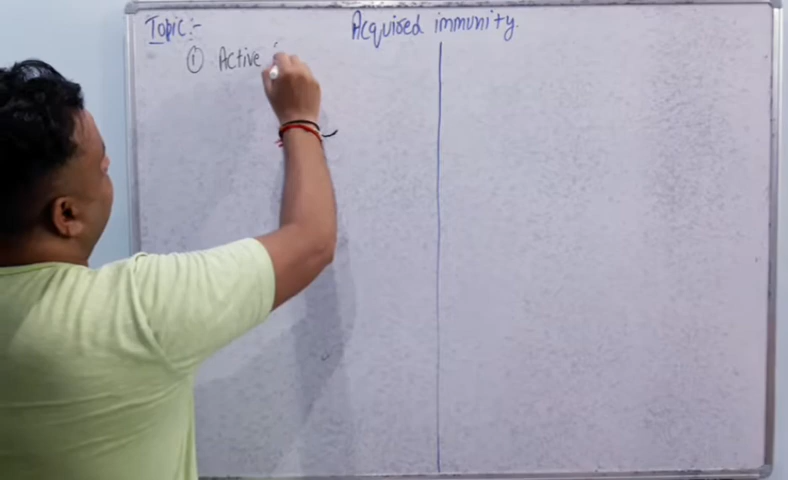 Topic:- Acquired immunity.
① Active